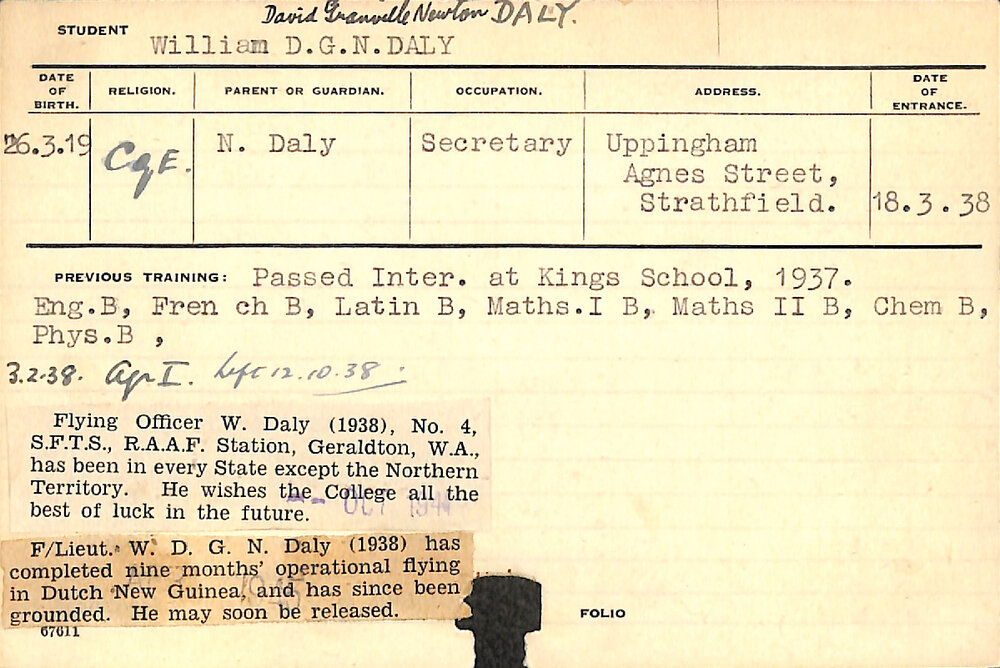 David Granville Newton DALY.
STUDENT William D.G.N.DALY
DATE OF BIRTH. RELIGION. PARENT OR GUARDIAN. OCCUPATION. ADDRESS. DATE OF ENTRANCE.
26.3.19 C of E. N. Daly Secretary Uppingham
Agnes Street,
Strathfield. 18.3.38
PREVIOUS TRAINING: Passed Inter. at Kings School, 1937.
Eng.B, Fren ch B, Latin B, Maths.I B, Maths II B, Chem B,
Phys.B ,
3.2.38. Agr I. Left 12.10.38.
Flying Officer W. Daly (1938), No. 4,
S.F.T.S., R.A.A.F. Station, Geraldton, W.A.,
has been in every State except the Northern
Territory. He wishes the College all the
best of luck in the future.
OCT 1944
F/Lieut. W. D. G. N. Daly (1938) has
completed nine months' operational flying
in Dutch New Guinea, and has since been
grounded. He may soon be released.
1945
67611
FOLIO